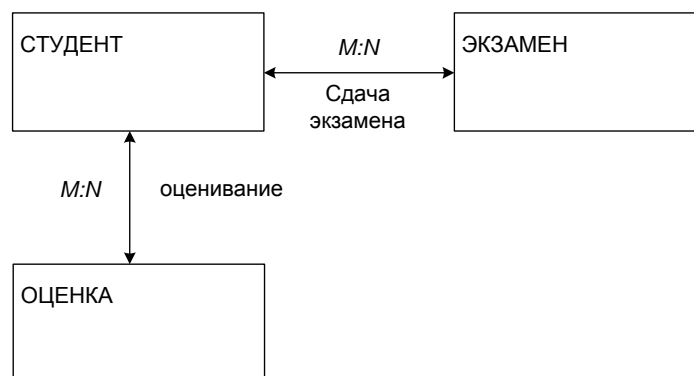 СТУДЕНТ
M:N
ЭКЗАМЕН
Сдача
экзамена
M:N
оценивание
ОЦЕНКА